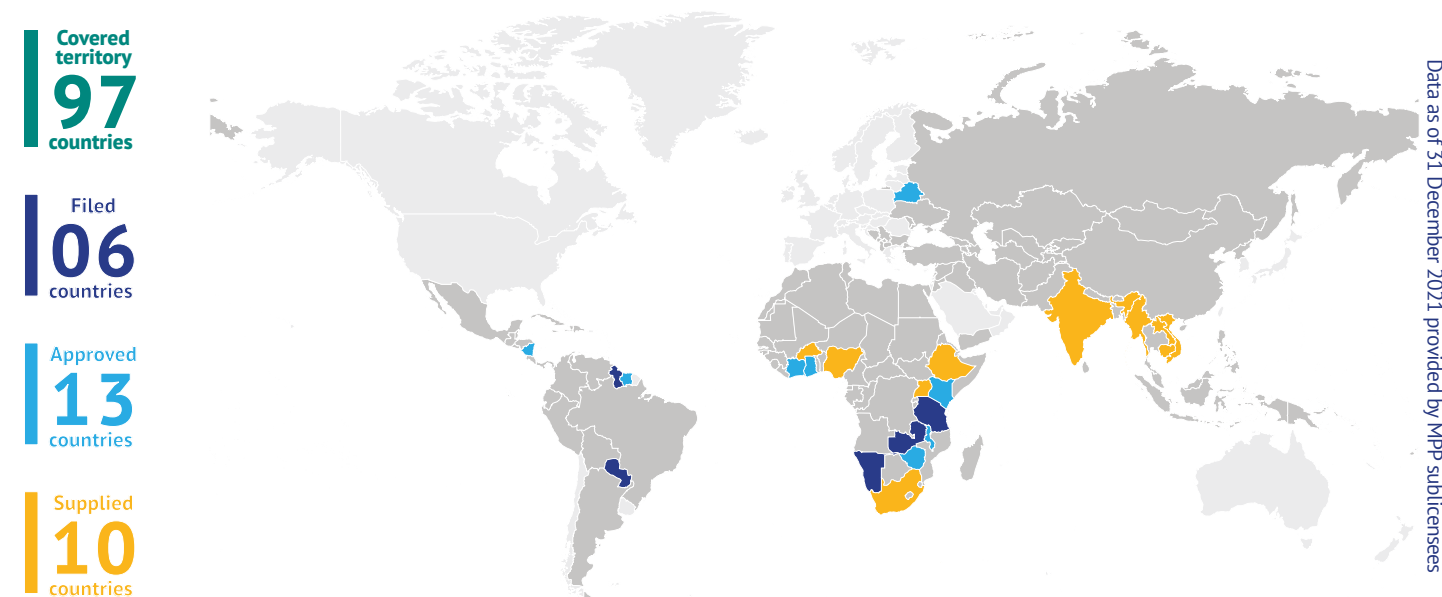 Covered
territory
97
countries
Filed
06
countries
Approved
13
countries
Supplied
10
countries
Data as of 31 December 2021 provided by MPP sublicensees